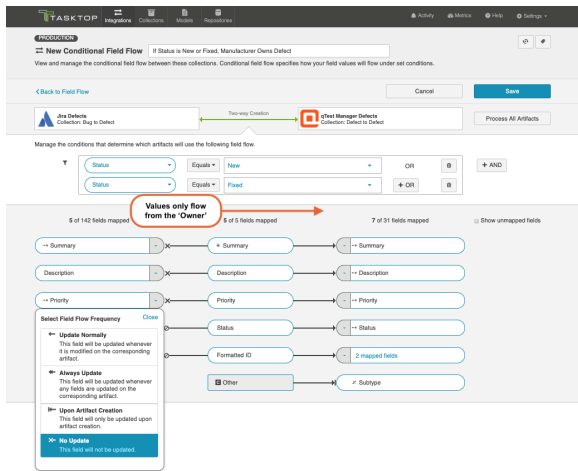 TASKTOP
Integrations Collections Models Repositories Activity Metrics Help Settings
PRODUCTION
New Conditional Field Flow If Status is New or Fixed, Manufacturer Owns Defect
View and manage the conditional field flow between these collections. Conditional field flow specifies how your field values will flow under set conditions.
Back to Field Flow Cancel Save
Jira Defects
Collection: Bug to Defect
Two-way Creation
qTest Manager Defects
Collection: Defect to Defect
Process All Artifacts
Manage the conditions that determine which artifacts will use the following field flow.
Status Equals New OR + AND
Status Equals Fixed + OR
Values only flow
from the 'Owner'
5 of 142 fields mapped 5 of 5 fields mapped 7 of 31 fields mapped Show unmapped fields
Summary Summary Summary
Description Description Description
Priority Priority Priority
Status Status
Formatted ID 2 mapped fields
Other Subtype
Select Field Flow Frequency Close
Update Normally
This field will be updated whenever
it is modified on the corresponding
artifact.
Always Update
This field will be updated whenever
any fields are updated on the
corresponding artifact.
Upon Artifact Creation
This field will only be updated upon
artifact creation.
No Update
This field will not be updated.